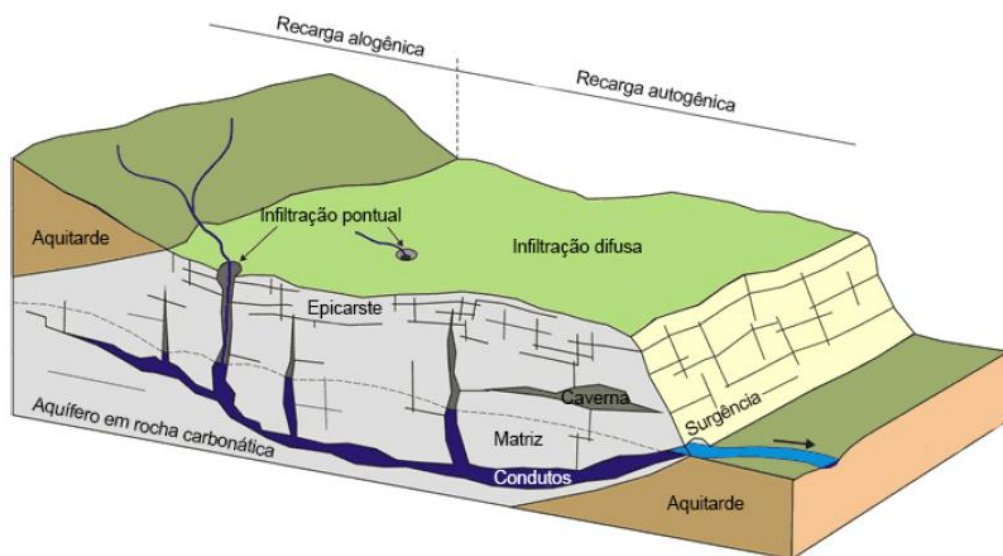 Recarga alogênica
Recarga autogênica
Infiltração pontual
Aquitarde
Infiltração difusa
Epicarste
Caverna
Surgência
Aquífero em rocha carbonática
Matriz
Condutos
Aquitarde